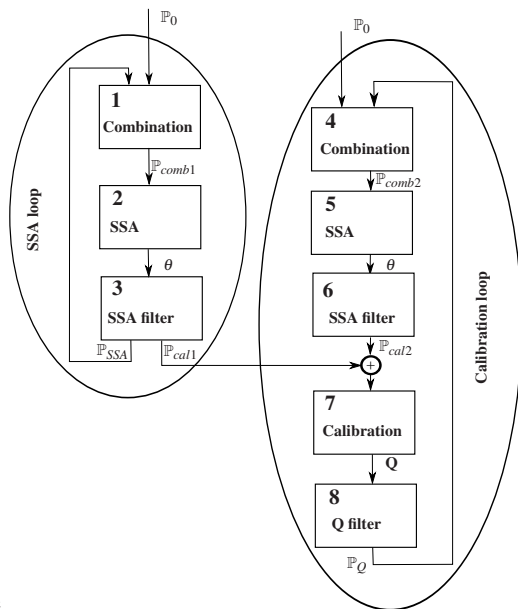 ℙ0
SSA loop
1
Combination
ℙcomb1
2
SSA
θ
3
SSA filter
ℙSSA
ℙcal1
ℙ0
Calibration loop
4
Combination
ℙcomb2
5
SSA
θ
6
SSA filter
ℙcal2
+
7
Calibration
Q
8
Q filter
ℙQ